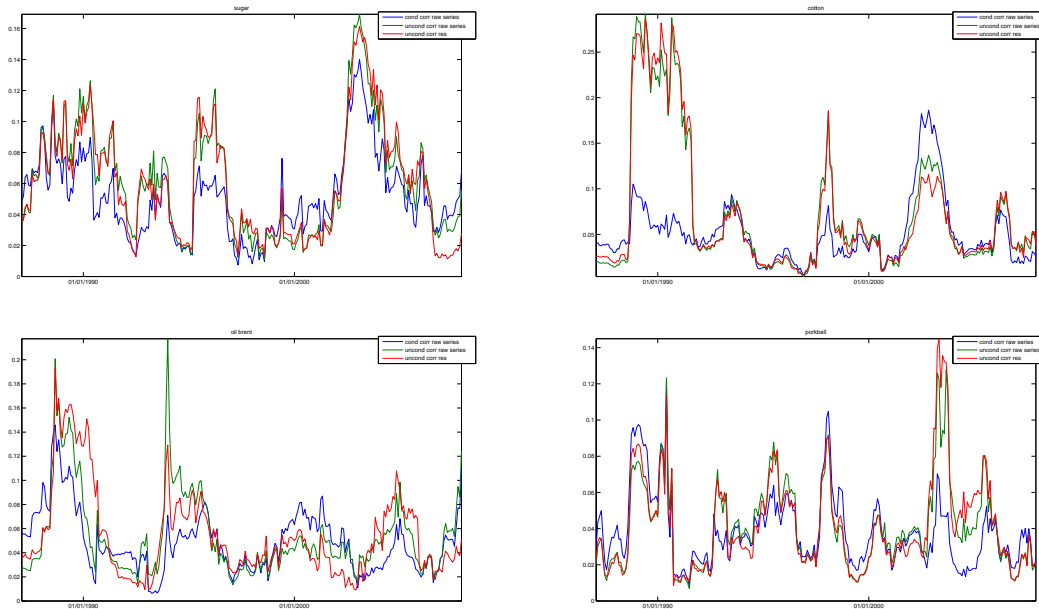 sugar
cond corr raw series
uncond corr raw series
uncond corr res
0.16
0.14
0.12
0.1
0.08
0.06
0.04
0.02
0
01/01/1990
01/01/2000
cotton
cond corr raw series
uncond corr raw series
uncond corr res
0.25
0.2
0.15
0.1
0.05
01/01/1990
01/01/2000
oil brent
cond corr raw series
uncond corr raw series
uncond corr res
0.2
0.18
0.16
0.14
0.12
0.1
0.08
0.06
0.04
0.02
0
01/01/1990
01/01/2000
porkbell
cond corr raw series
uncond corr raw series
uncond corr res
0.14
0.12
0.1
0.08
0.06
0.04
0.02
0
01/01/1990
01/01/2000